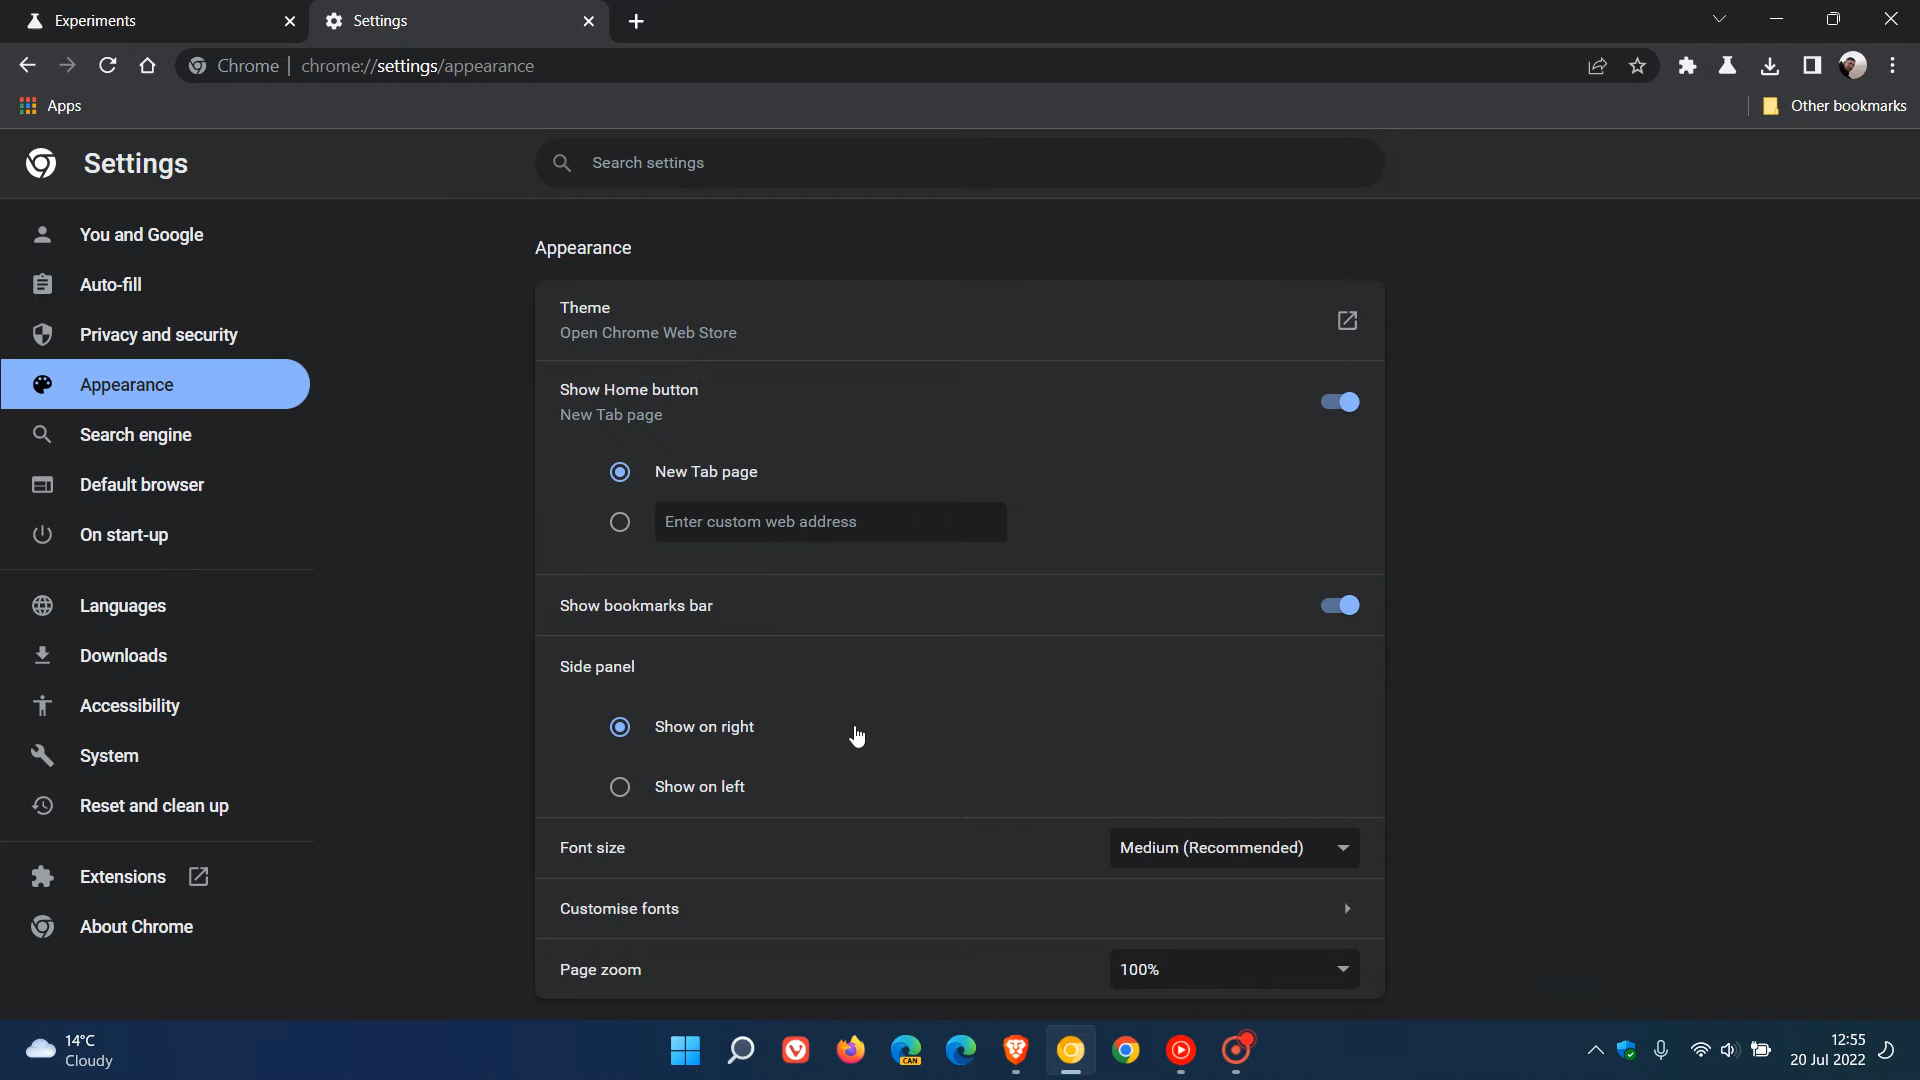 Experiments
Settings
Chrome | chrome://settings/appearance
Apps
Other bookmarks
Settings
Search settings
You and Google
Auto-fill
Privacy and security
Appearance
Search engine
Default browser
On start-up
Languages
Downloads
Accessibility
System
Reset and clean up
Extensions
About Chrome
Appearance
Theme
Open Chrome Web Store
Show Home button
New Tab page
New Tab page
Enter custom web address
Show bookmarks bar
Side panel
Show on right
Show on left
Font size
Medium (Recommended)
Customise fonts
Page zoom
100%
14°C
Cloudy
CAN
12:55
20 Jul 2022